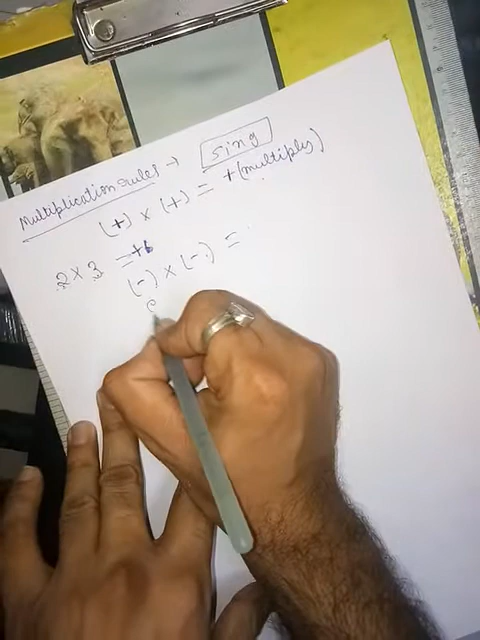 Multiplication rules → sing
(+) × (+) = + (multiply)
2 × 3 = +6
(-) × (-) =